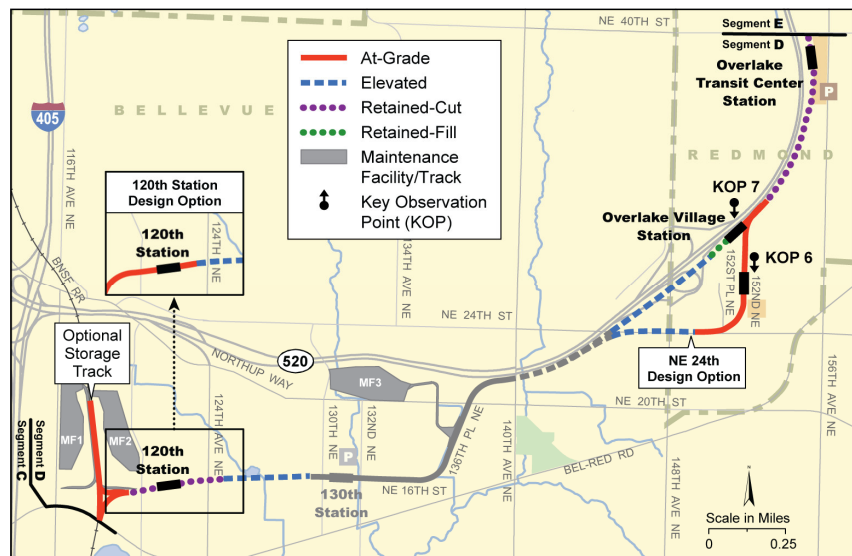 NE 40TH ST
Segment E
Segment D
Overlake
Transit Center
Station
P
REDMOND
At-Grade
Elevated
Retained-Cut
Retained-Fill
Maintenance
Facility/Track
Key Observation
Point (KOP)
BELLEVUE
405
116TH AVE NE
120th Station
Design Option
120th
Station
124TH
NE
134TH AVE NE
KOP 7
Overlake Village
Station
KOP 6
152ST PL NE
152ND NE
BNSF RR
Optional
Storage
Track
NE 24TH ST
520
NORTHUP WAY
NE 24th
Design Option
156TH AVE NE
MF3
NE 20TH ST
124TH NE
130TH NE
132ND NE
136TH PL NE
140TH AVE NE
148TH AVE NE
BEL-RED RD
MF1
MF2
Segment D
Segment C
120th
Station
P
130th
Station
NE 16TH ST
N
Scale in Miles
0
0.25